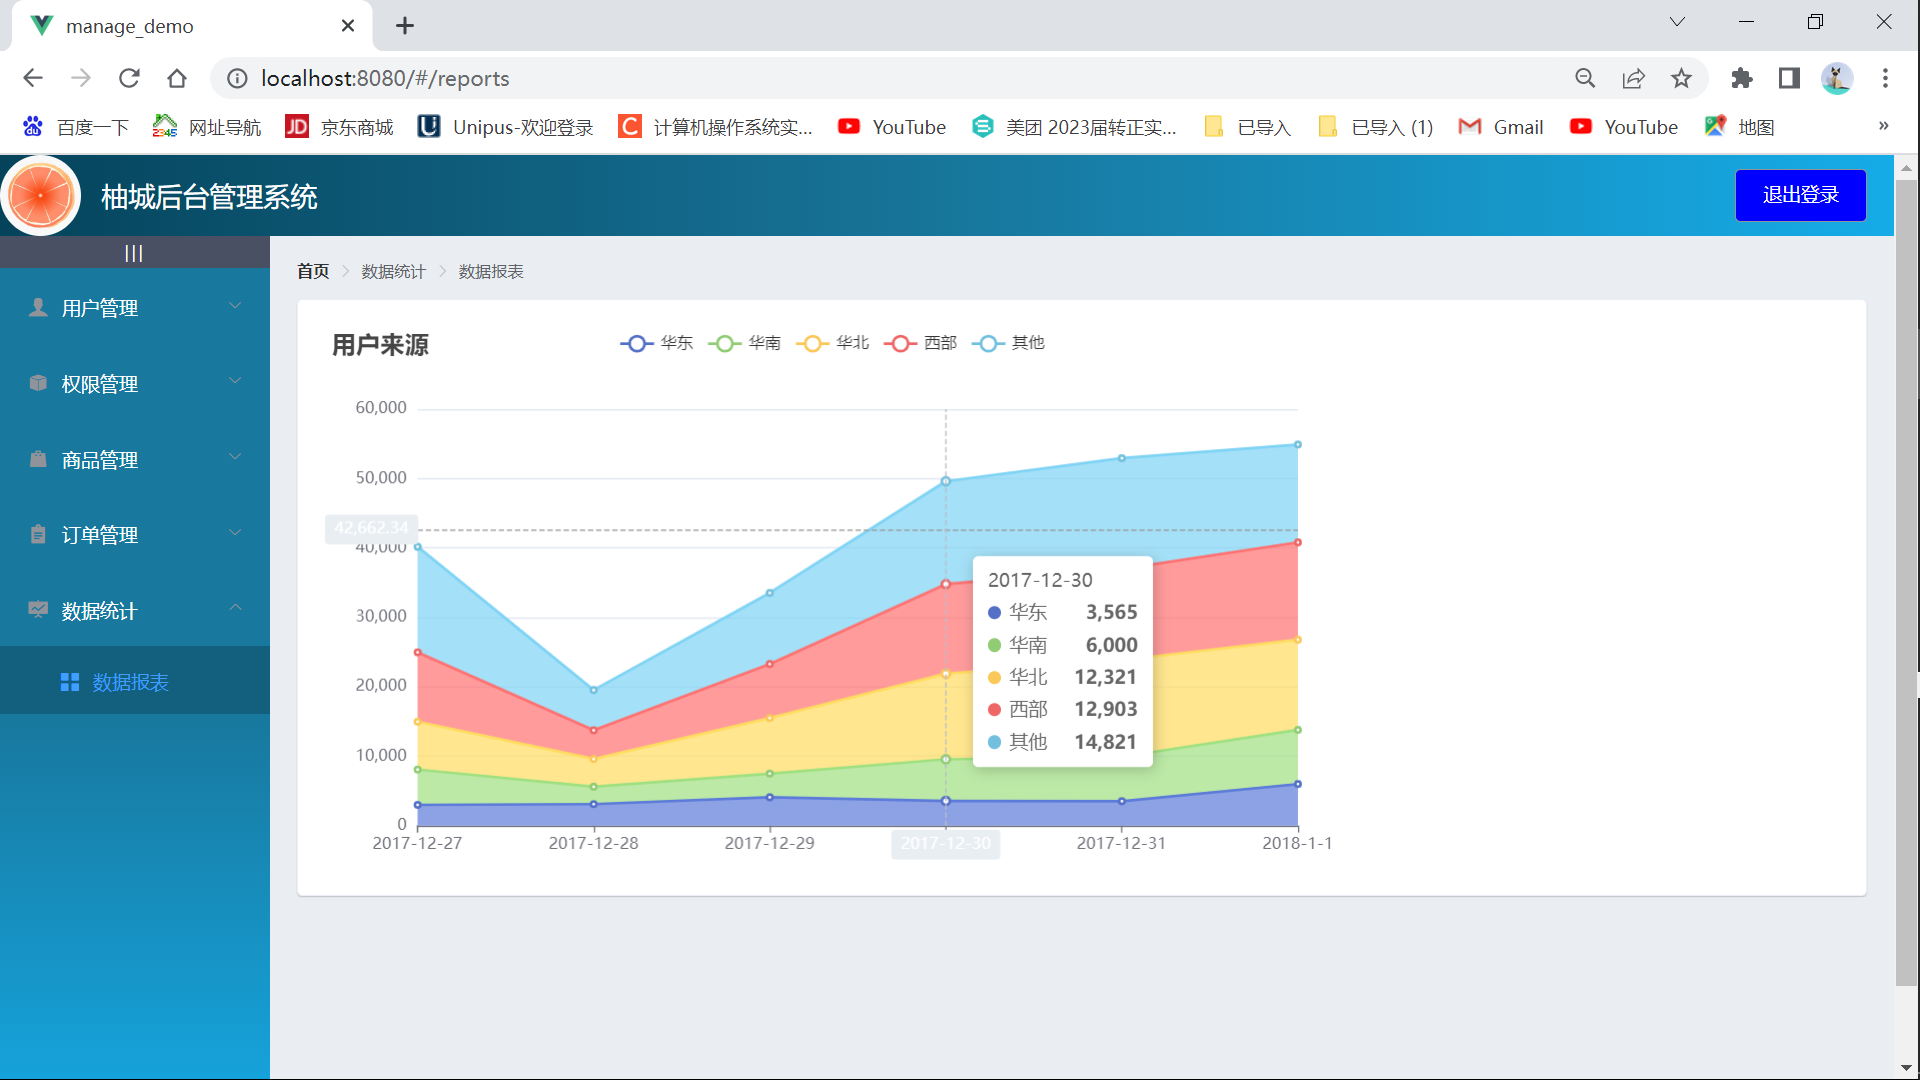 manage_demo
localhost:8080/#/reports
百度一下 网址导航 京东商城 Unipus-欢迎登录 计算机操作系统实... YouTube 美团 2023届转正实... 已导入 已导入 (1) Gmail YouTube 地图 »
柚城后台管理系统
退出登录
|||
用户管理
权限管理
商品管理
订单管理
数据统计
数据报表
首页 数据统计 数据报表
用户来源
华东 华南 华北 西部 其他
60,000
50,000
42,662.34
40,000
30,000
20,000
10,000
0
2017-12-27 2017-12-28 2017-12-29 2017-12-30 2017-12-31 2018-1-1
2017-12-30
华东 3,565
华南 6,000
华北 12,321
西部 12,903
其他 14,821